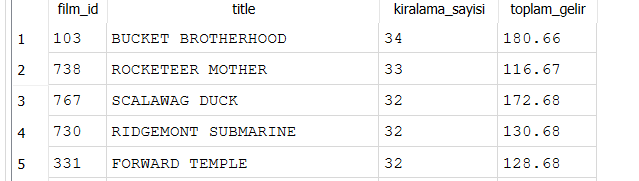 film_id title kiralama_sayisi toplam_gelir
1 103 BUCKET BROTHERHOOD 34 180.66
2 738 ROCKETEER MOTHER 33 116.67
3 767 SCALAWAG DUCK 32 172.68
4 730 RIDGEMONT SUBMARINE 32 130.68
5 331 FORWARD TEMPLE 32 128.68